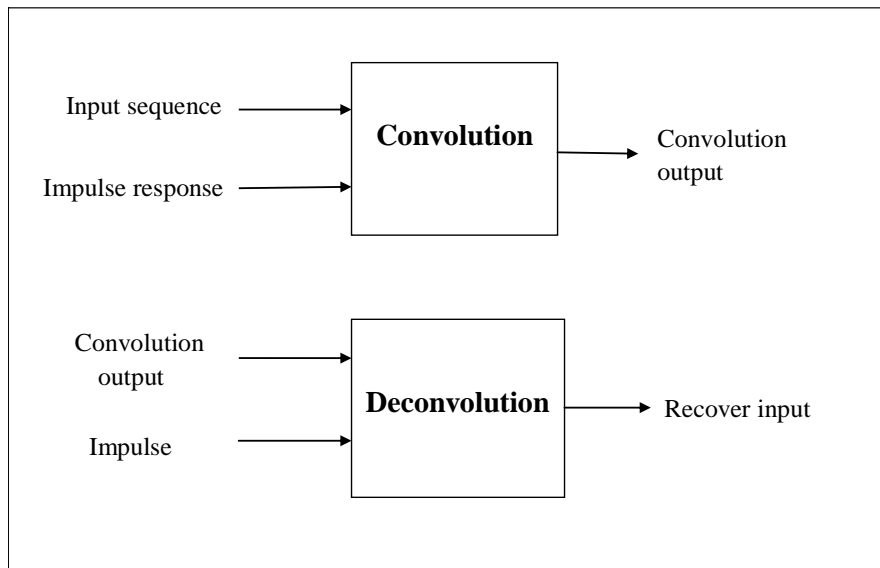 Input sequence
Impulse response
Convolution
Convolution
output
Convolution
output
Impulse
Deconvolution
Recover input